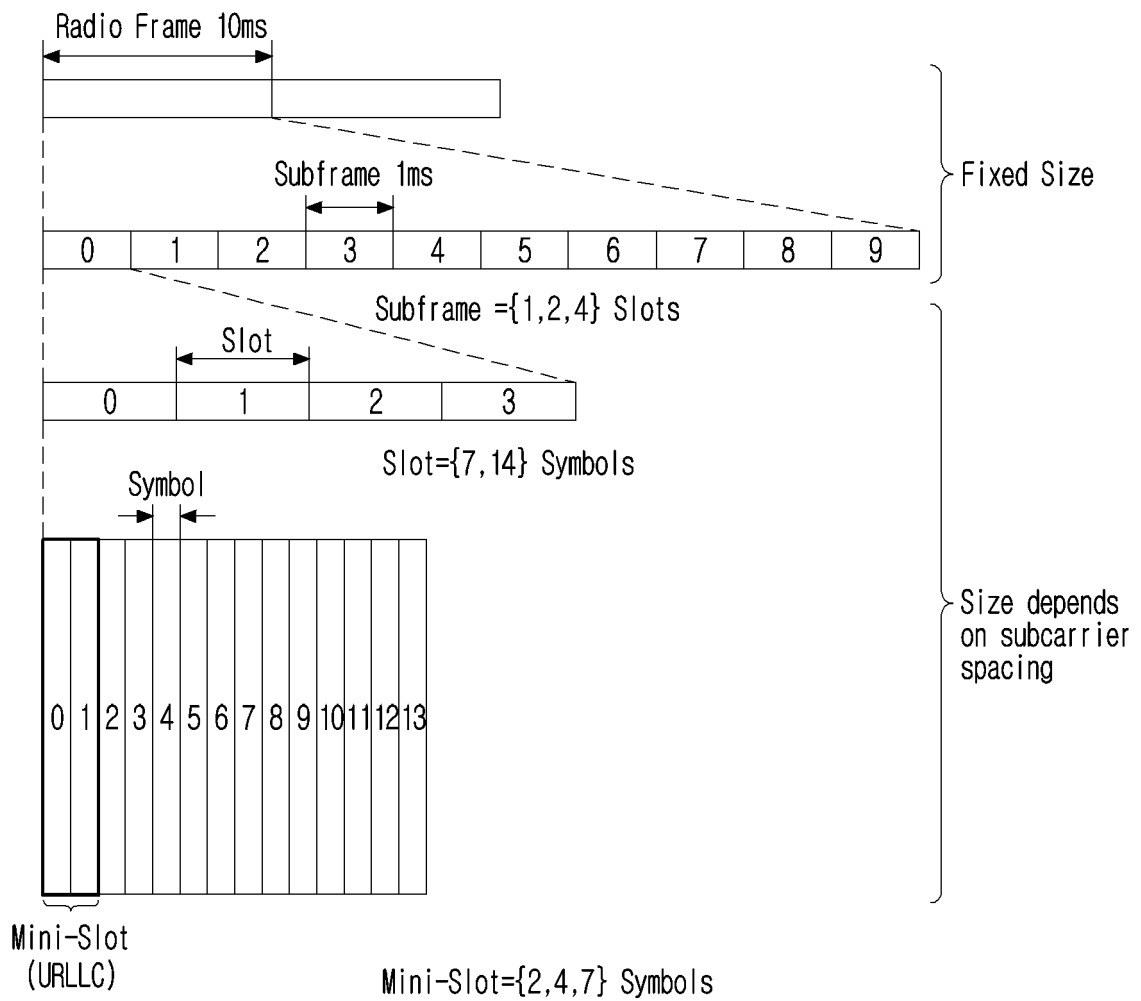 Radio Frame 10ms
Subframe 1ms
Fixed Size
0 1 2 3 4 5 6 7 8 9
Subframe ={1,2,4} Slots
Slot
0 1 2 3
Slot={7,14} Symbols
Symbol
Size depends
on subcarrier
spacing
0 1 2 3 4 5 6 7 8 9 10 11 12 13
Mini-Slot
(URLLC)
Mini-Slot={2,4,7} Symbols